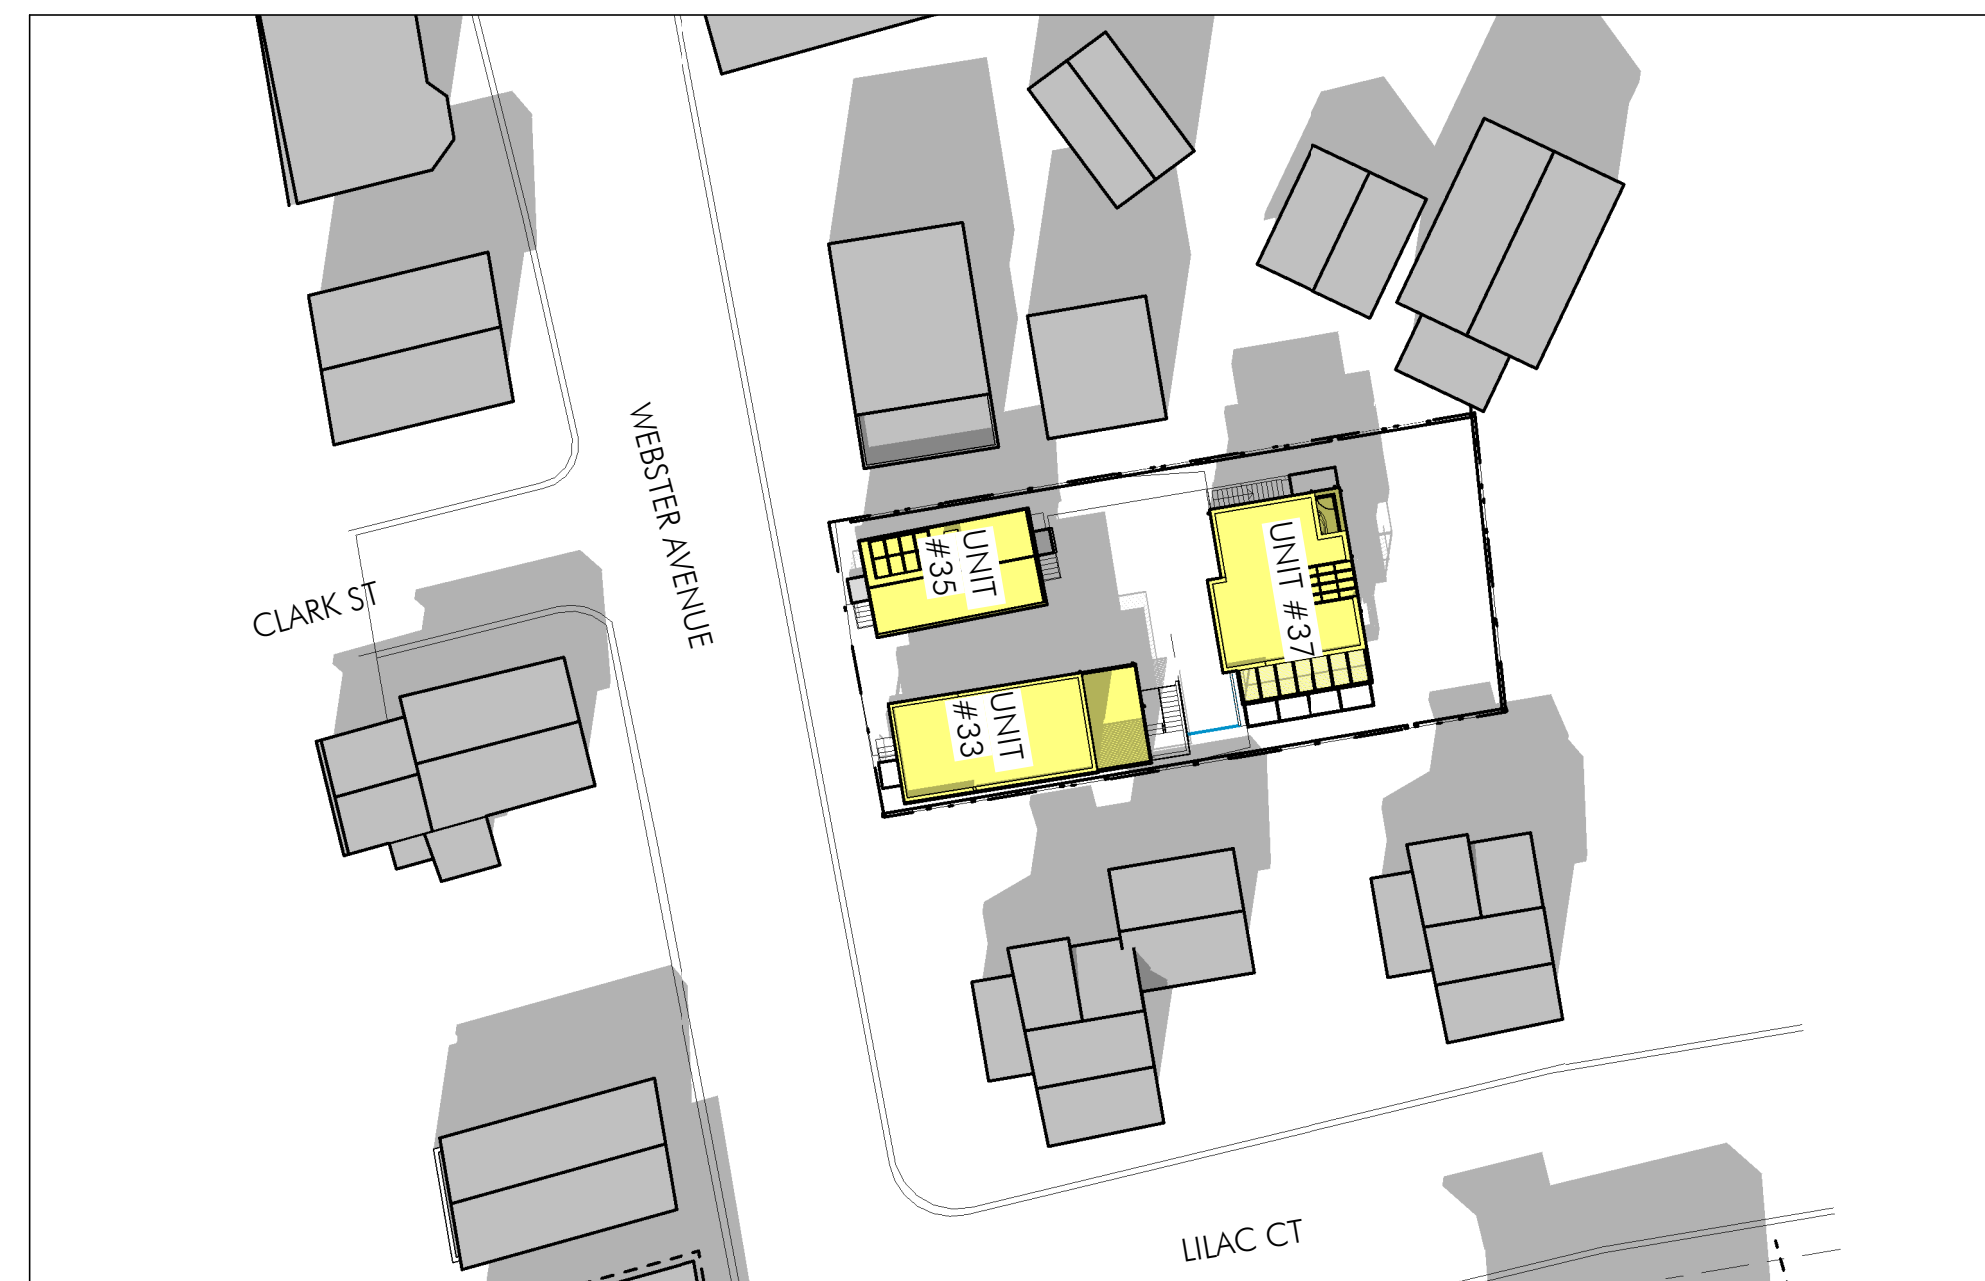 WEBSTER AVENUE
CLARK ST
UNIT
#35
UNIT #37
UNIT
#33
LILAC CT